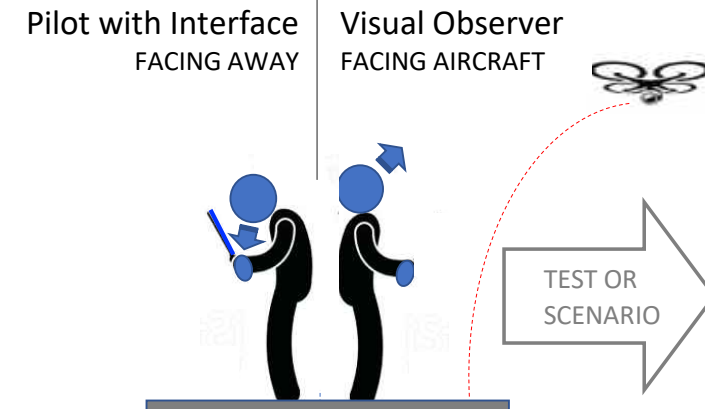 Pilot with Interface
FACING AWAY
Visual Observer
FACING AIRCRAFT
TEST OR
SCENARIO